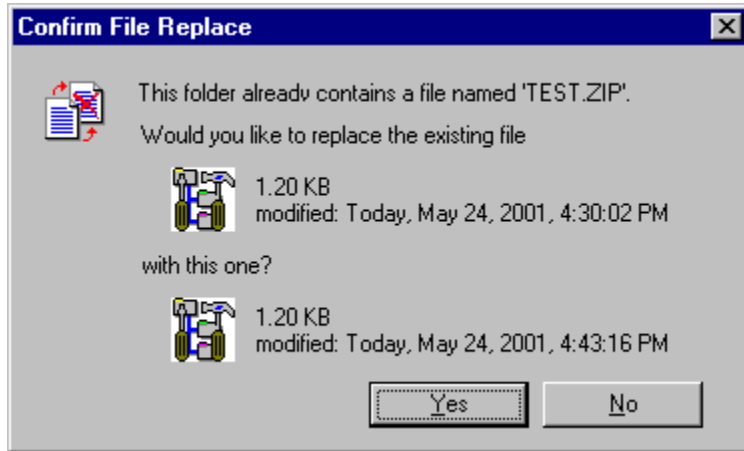 Confirm File Replace
This folder already contains a file named 'TEST.ZIP'.
Would you like to replace the existing file
1.20 KB
modified: Today, May 24, 2001, 4:30:02 PM
with this one?
1.20 KB
modified: Today, May 24, 2001, 4:43:16 PM
Yes
No